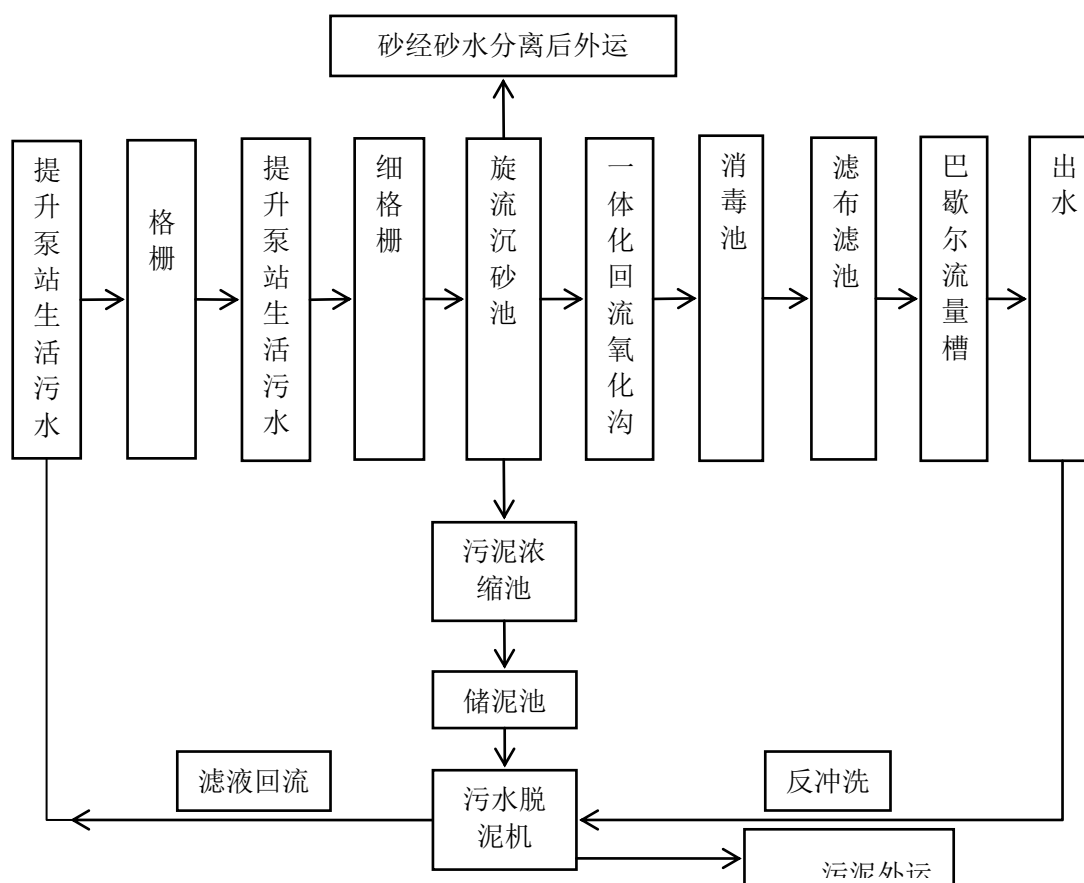 砂经砂水分离后外运
提升泵站生活污水
格栅
提升泵站生活污水
细格栅
旋流沉砂池
一体化回流氧化沟
消毒池
滤布滤池
巴歇尔流量槽
出水
污泥浓
缩池
储泥池
滤液回流
反冲洗
污水脱
泥机
污泥外运